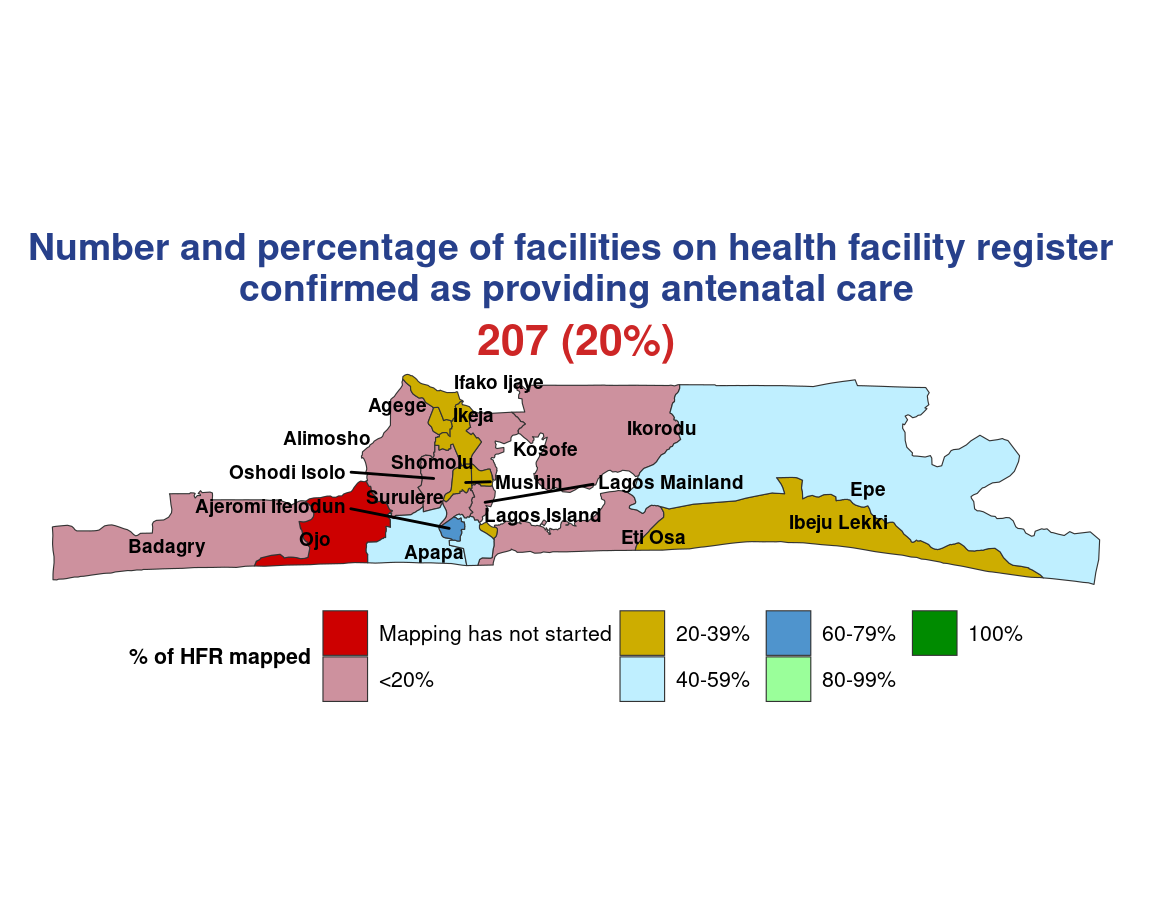 Number and percentage of facilities on health facility register
confirmed as providing antenatal care
207 (20%)
Ifako Ijaye
Agege
Ikeja
Ikorodu
Alimosho
Kosofe
Shomolu
Oshodi Isolo
Mushin
Lagos Mainland
Epe
Surulere
Ajeromi Ifelodun
Lagos Island
Ibeju Lekki
Eti Osa
Ojo
Badagry
Apapa
% of HFR mapped
Mapping has not started
<20%
20-39%
40-59%
60-79%
80-99%
100%